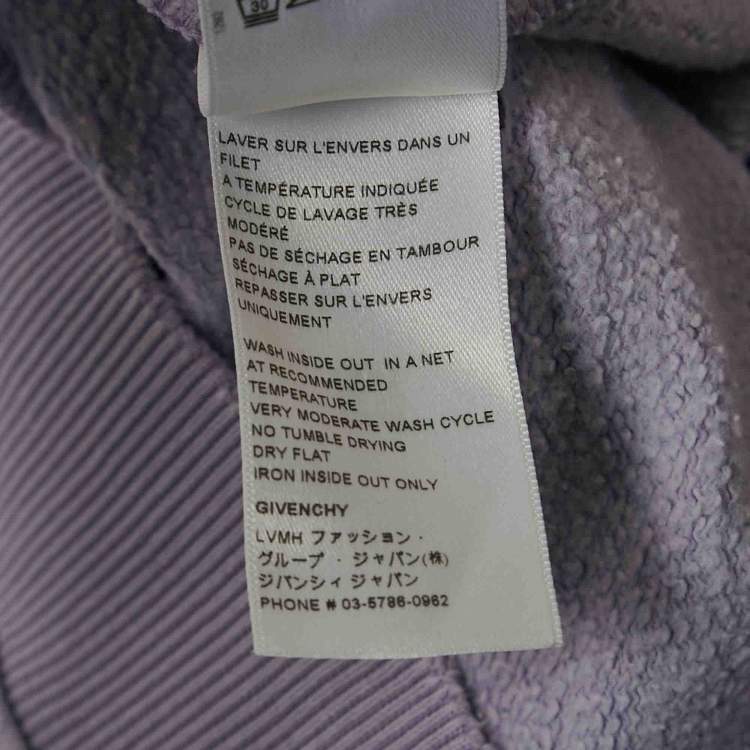 30
LAVER SUR L'ENVERS DANS UN
FILET
A TEMPÉRATURE INDIQUÉE
CYCLE DE LAVAGE TRÈS
MODÉRÉ
PAS DE SÉCHAGE EN TAMBOUR
SÉCHAGE À PLAT
REPASSER SUR L'ENVERS
UNIQUEMENT
WASH INSIDE OUT IN A NET
AT RECOMMENDED
TEMPERATURE
VERY MODERATE WASH CYCLE
NO TUMBLE DRYING
DRY FLAT
IRON INSIDE OUT ONLY
GIVENCHY
LVMH ファッション・
グループ・ジャパン(株)
ジバンシィ ジャパン
PHONE # 03-5786-0962